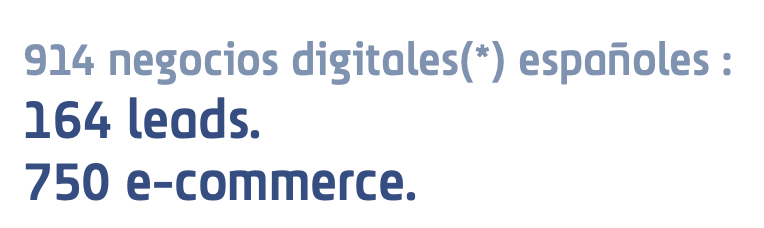 914 negocios digitales(*) españoles :
164 leads.
750 e-commerce.